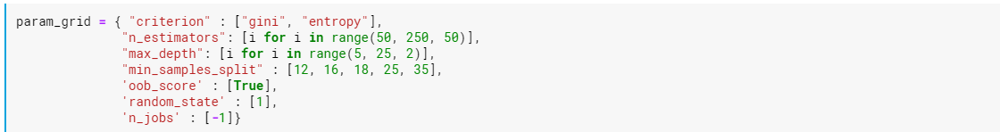 param_grid = { "criterion" : ["gini", "entropy"],
"n_estimators": [i for i in range(50, 250, 50)],
"max_depth": [i for i in range(5, 25, 2)],
"min_samples_split" : [12, 16, 18, 25, 35],
'oob_score' : [True],
'random_state' : [1],
'n_jobs' : [-1]}